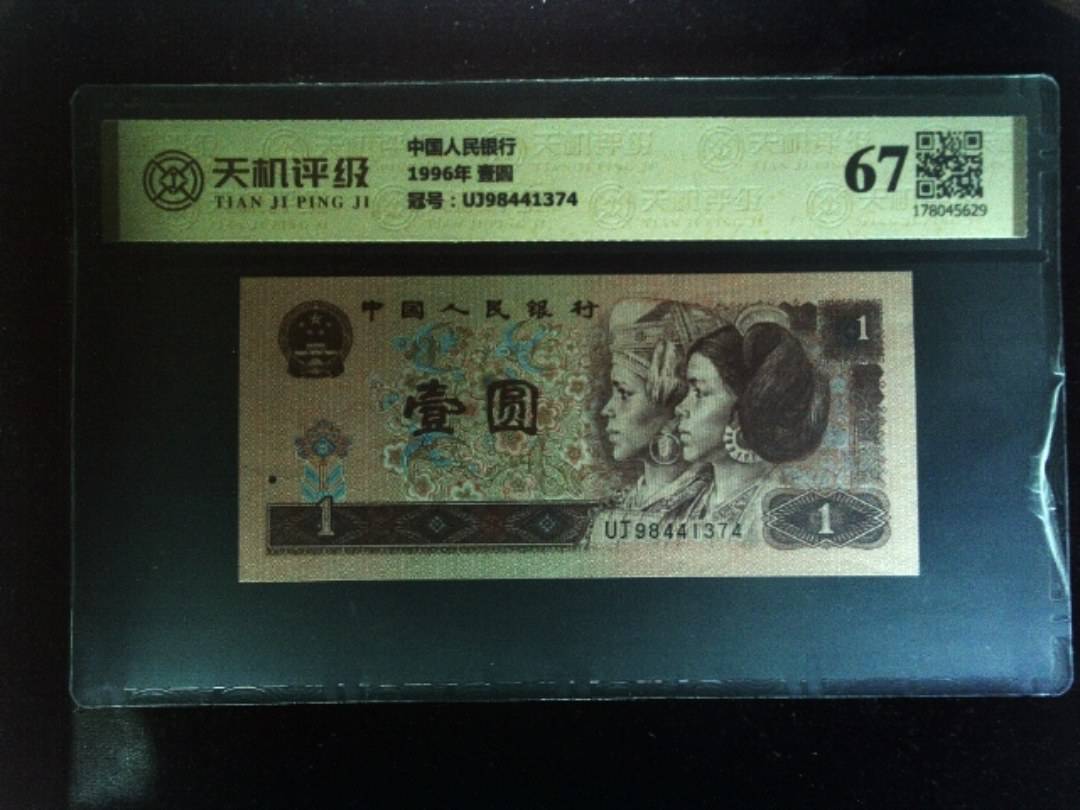 天机评级
TIAN JI PING JI
中国人民银行
1996年 壹圆
冠号：UJ98441374
67
178045629
中国人民银行
1
壹圆
1
UJ98441374
1